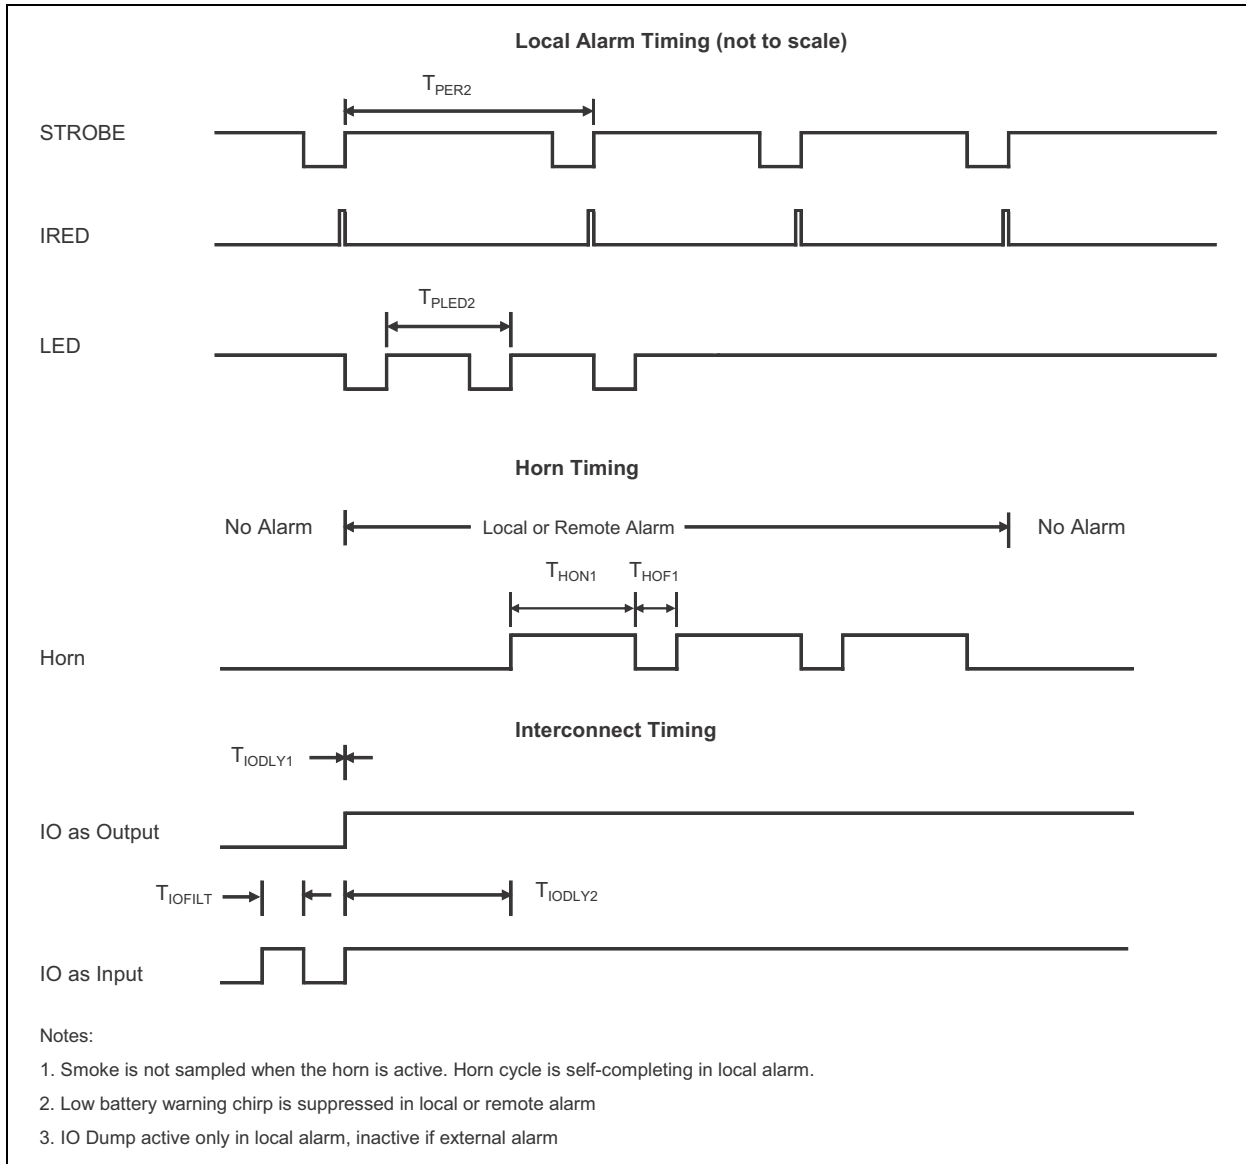 Local Alarm Timing (not to scale)
TPER2
STROBE
IRED
TPLED2
LED
Horn Timing
No Alarm
Local or Remote Alarm
No Alarm
THON1
THOF1
Horn
Interconnect Timing
TIODLY1
IO as Output
TIOFILT
TIODLY2
IO as Input
Notes:
1. Smoke is not sampled when the horn is active. Horn cycle is self-completing in local alarm.
2. Low battery warning chirp is suppressed in local or remote alarm
3. IO Dump active only in local alarm, inactive if external alarm